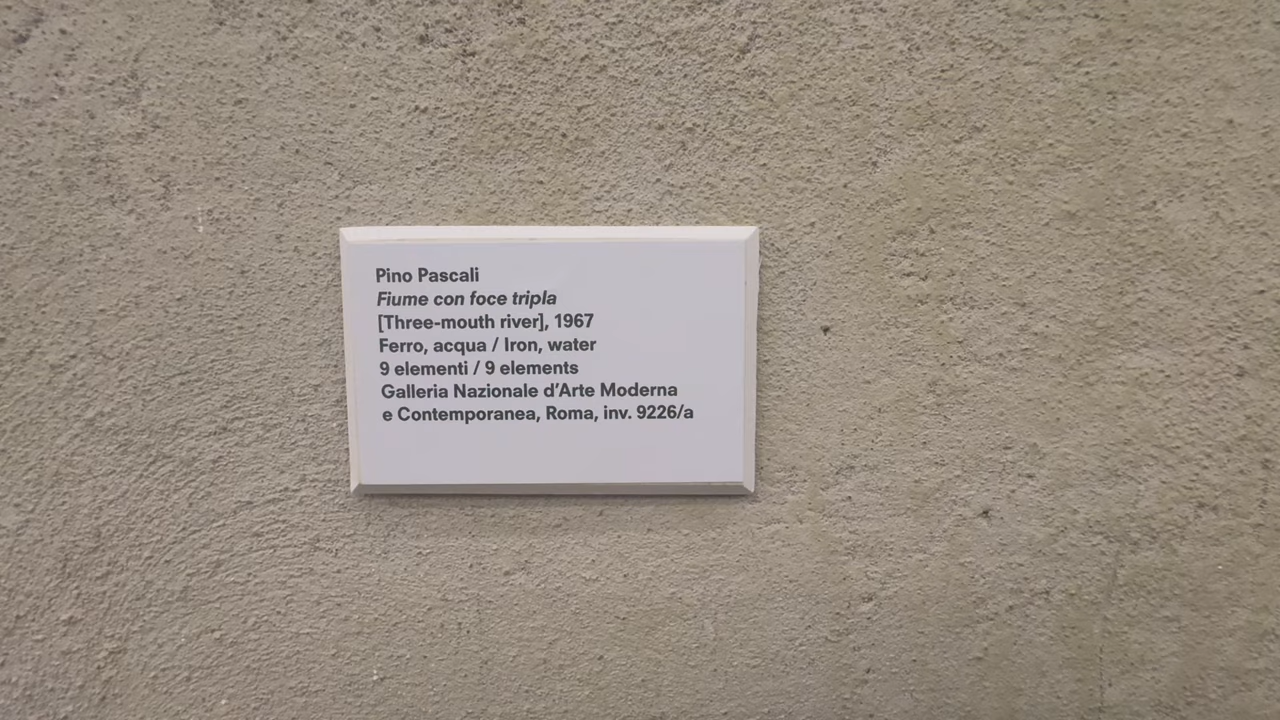 Pino Pascali
Fiume con foce tripla
[Three-mouth river], 1967
Ferro, acqua / Iron, water
9 elementi / 9 elements
Galleria Nazionale d'Arte Moderna
e Contemporanea, Roma, inv. 9226/a